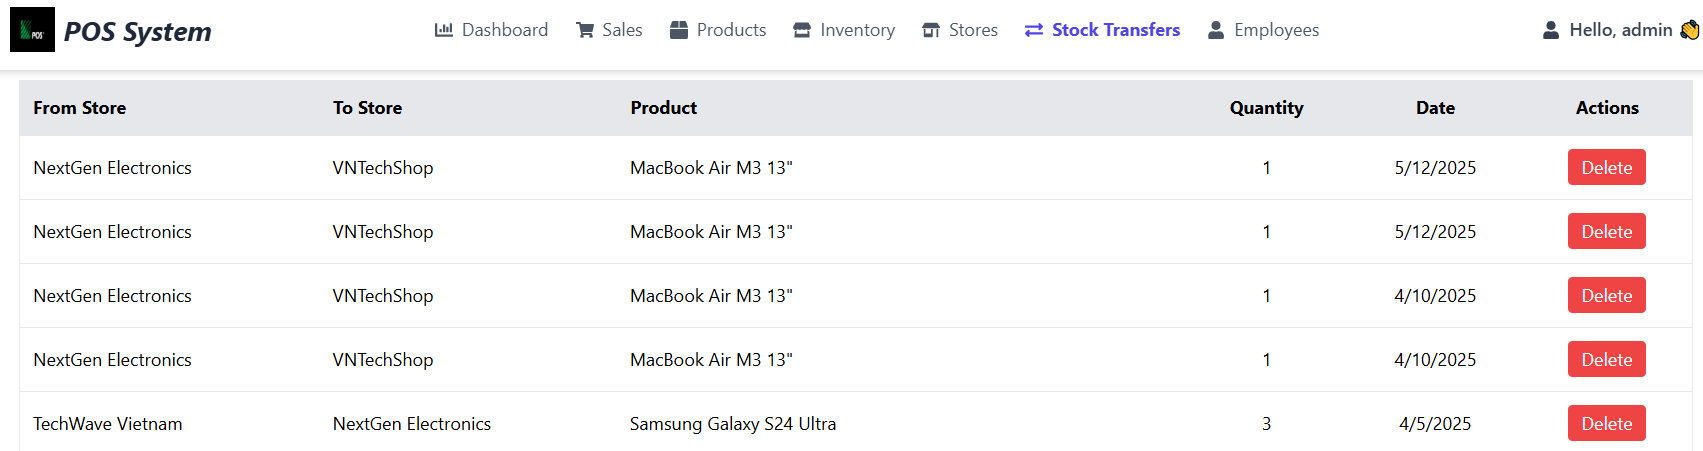 POS POS System Dashboard Sales Products Inventory Stores Stock Transfers Employees Hello, admin 👋
From Store To Store Product Quantity Date Actions
NextGen Electronics VNTechShop MacBook Air M3 13" 1 5/12/2025 Delete
NextGen Electronics VNTechShop MacBook Air M3 13" 1 5/12/2025 Delete
NextGen Electronics VNTechShop MacBook Air M3 13" 1 4/10/2025 Delete
NextGen Electronics VNTechShop MacBook Air M3 13" 1 4/10/2025 Delete
TechWave Vietnam NextGen Electronics Samsung Galaxy S24 Ultra 3 4/5/2025 Delete